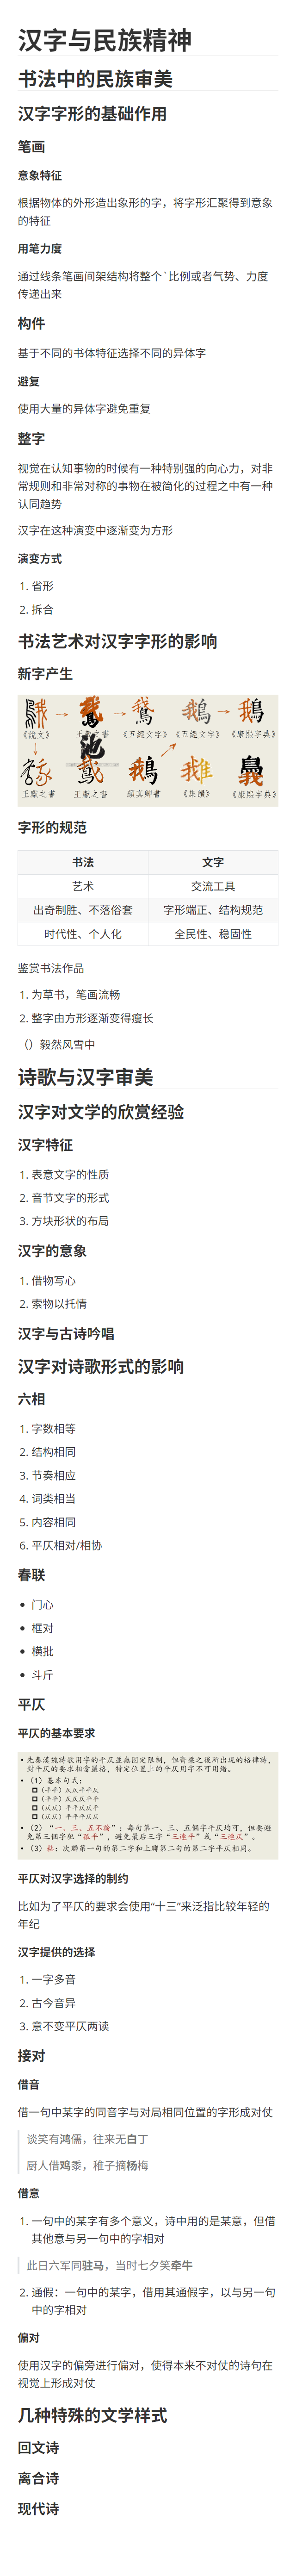 汉字与民族精神
书法中的民族审美
汉字字形的基础作用
笔画
意象特征
根据物体的外形造出象形的字，将字形汇聚得到意象
的特征
用笔力度
通过线条笔画间架结构将整个`比例或者气势、力度
传递出来
构件
基于不同的书体特征选择不同的异体字
避复
使用大量的异体字避免重复
整字
视觉在认知事物的时候有一种特别强的向心力，对非
常规则和非常对称的事物在被简化的过程之中有一种
认同趋势
汉字在这种演变中逐渐变为方形
演变方式
1. 省形
2. 拆合
书法艺术对汉字字形的影响
新字产生
《說文》 王羲之書 《五經文字》 《五經文字》 《康熙字典》
池
王獻之書 王獻之書 顏真卿書 《集韻》 《康熙字典》
字形的规范
书法 文字
艺术 交流工具
出奇制胜、不落俗套 字形端正、结构规范
时代性、个人化 全民性、稳固性
鉴赏书法作品
1. 为草书，笔画流畅
2. 整字由方形逐渐变得瘦长
（）毅然风雪中
诗歌与汉字审美
汉字对文学的欣赏经验
汉字特征
1. 表意文字的性质
2. 音节文字的形式
3. 方块形状的布局
汉字的意象
1. 借物写心
2. 索物以托情
汉字与古诗吟唱
汉字对诗歌形式的影响
六相
1. 字数相等
2. 结构相同
3. 节奏相应
4. 词类相当
5. 内容相同
6. 平仄相对/相协
春联
• 门心
• 框对
• 横批
• 斗斤
平仄
平仄的基本要求
• 先秦漢魏詩歌用字的平仄並無固定限制，但齊梁之後所出現的格律詩，
對平仄的要求相當嚴格，特定位置上的平仄用字不可用錯。
• （1）基本句式：
（平平）仄仄平平仄
（平平）仄仄仄平平
（仄仄）平平仄仄平
（仄仄）平平平仄仄
• （2）“一、三、五不論”：每句第一、三、五個字平仄均可，但要避
免第三個字犯“孤平”，避免最后三字“三連平”或“三連仄”。
• （3）粘：次聯第一句的第二字和上聯第二句的第二字平仄相同。
平仄对汉字选择的制约
比如为了平仄的要求会使用“十三”来泛指比较年轻的
年纪
汉字提供的选择
1. 一字多音
2. 古今音异
3. 意不变平仄两读
接对
借音
借一句中某字的同音字与对局相同位置的字形成对仗
谈笑有鸿儒，往来无白丁
厨人借鸡黍，稚子摘杨梅
借意
1. 一句中的某字有多个意义，诗中用的是某意，但借
其他意与另一句中的字相对
此日六军同驻马，当时七夕笑牵牛
2. 通假：一句中的某字，借用其通假字，以与另一句
中的字相对
偏对
使用汉字的偏旁进行偏对，使得本来不对仗的诗句在
视觉上形成对仗
几种特殊的文学样式
回文诗
离合诗
现代诗